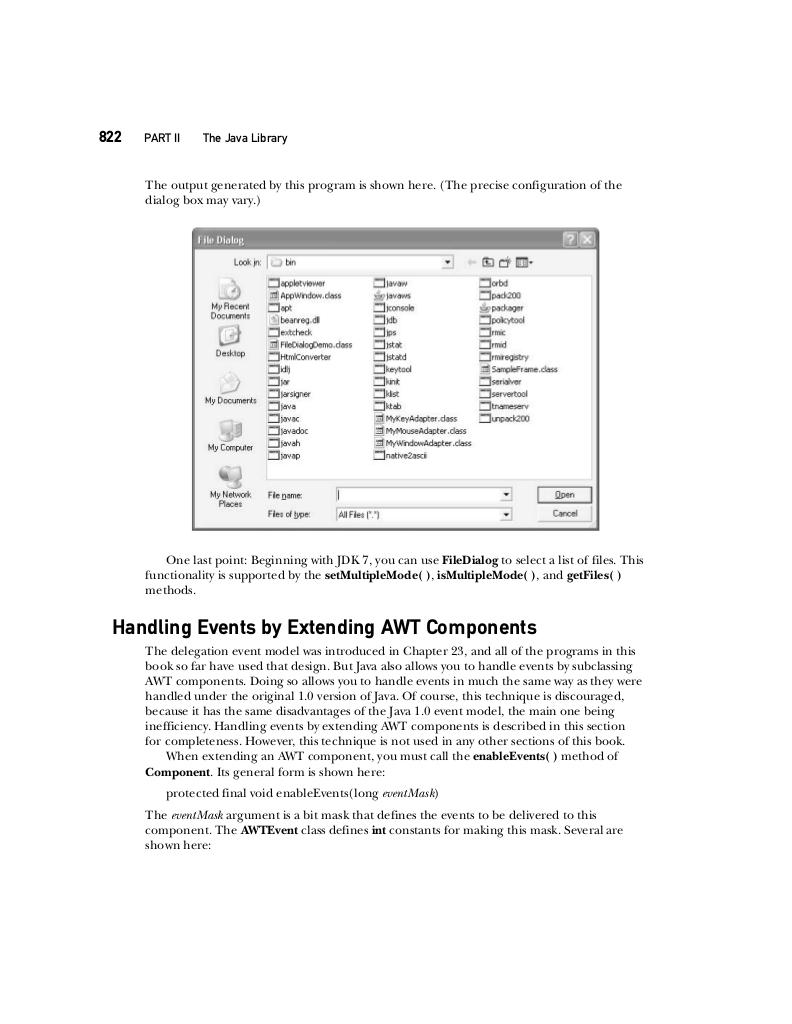 822 PART II The Java Library
The output generated by this program is shown here. (The precise configuration of the
dialog box may vary.)
File Dialog
Look in: bin
My Recent
Documents
Desktop
My Documents
My Computer
My Network
Places
appletviewer
AppWindow.class
apt
beanreg.dll
extcheck
FileDialogDemo.class
HtmlConverter
idlj
jar
jarsigner
java
javac
javadoc
javah
javap
javaw
javaws
jconsole
jdb
jps
jstat
jstatd
keytool
kinit
klist
ktab
MyKeyAdapter.class
MyMouseAdapter.class
MyWindowAdapter.class
native2ascii
orbd
pack200
packager
policytool
rmic
rmid
rmiregistry
SampleFrame.class
serialver
servertool
tnameserv
unpack200
File name:
Open
Files of type: All Files (*.*)
Cancel
One last point: Beginning with JDK 7, you can use FileDialog to select a list of files. This
functionality is supported by the setMultipleMode( ), isMultipleMode( ), and getFiles( )
methods.
Handling Events by Extending AWT Components
The delegation event model was introduced in Chapter 23, and all of the programs in this
book so far have used that design. But Java also allows you to handle events by subclassing
AWT components. Doing so allows you to handle events in much the same way as they were
handled under the original 1.0 version of Java. Of course, this technique is discouraged,
because it has the same disadvantages of the Java 1.0 event model, the main one being
inefficiency. Handling events by extending AWT components is described in this section
for completeness. However, this technique is not used in any other sections of this book.
When extending an AWT component, you must call the enableEvents( ) method of
Component. Its general form is shown here:
protected final void enableEvents(long eventMask)
The eventMask argument is a bit mask that defines the events to be delivered to this
component. The AWTEvent class defines int constants for making this mask. Several are
shown here: